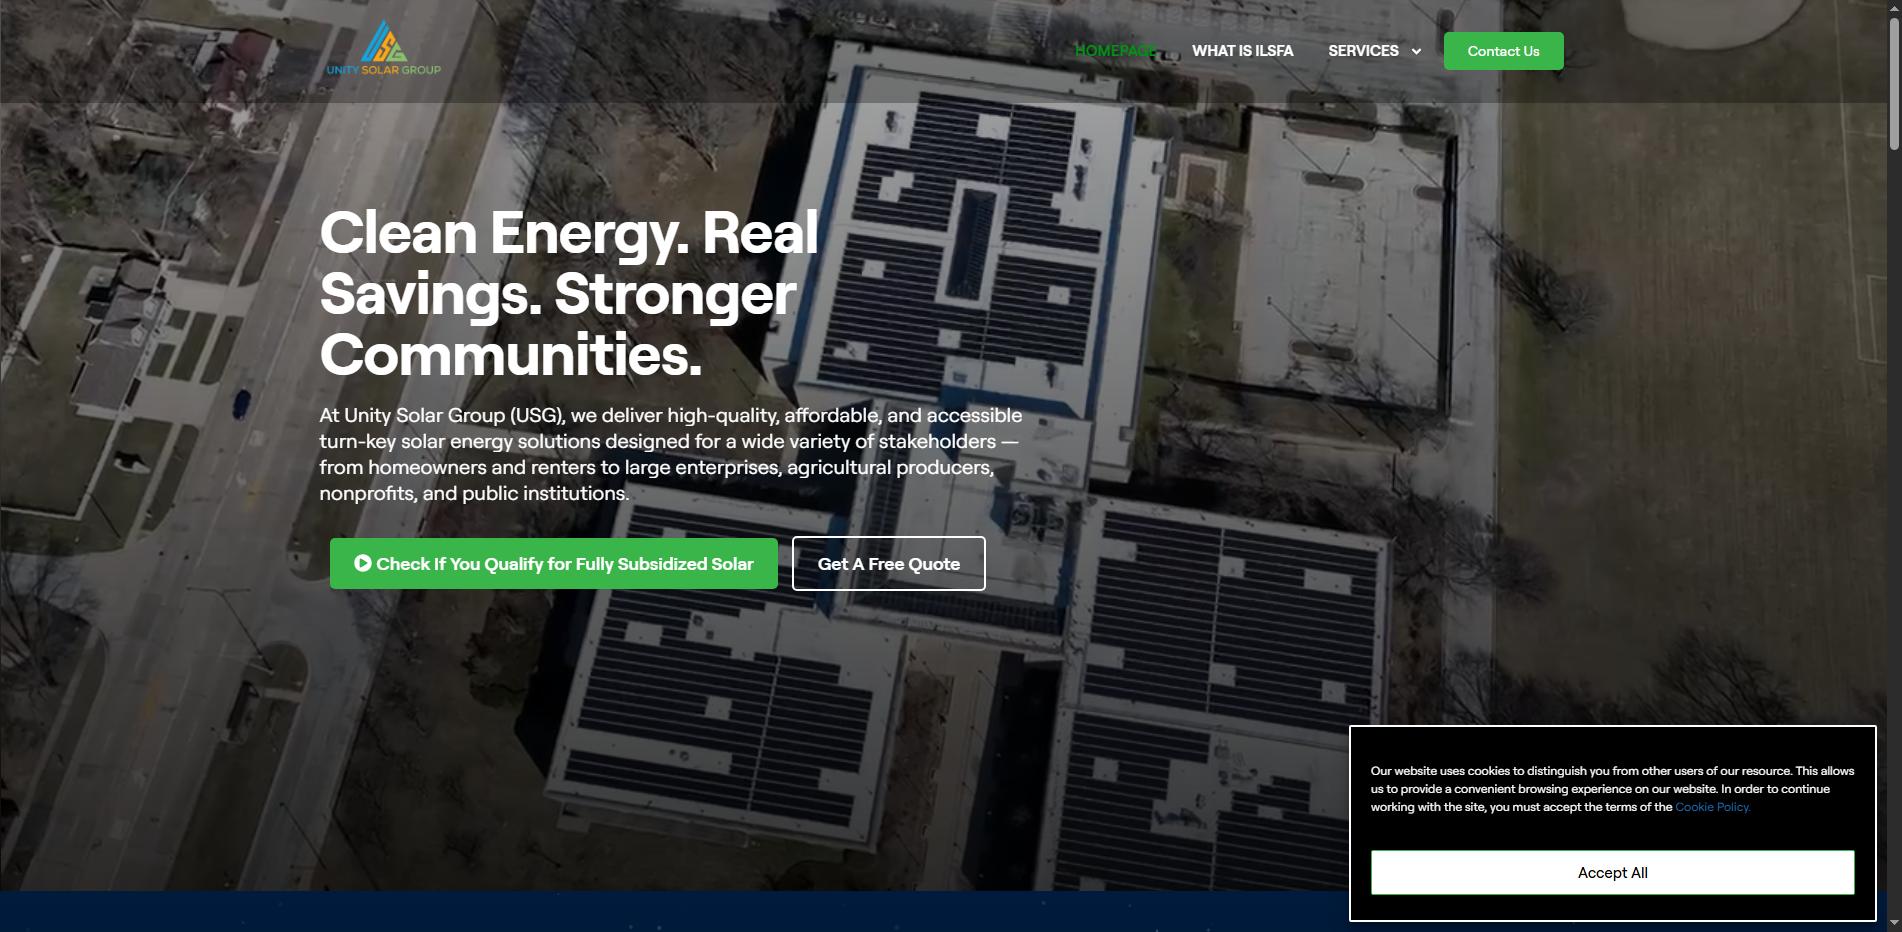 UNITY SOLAR GROUP
HOMEPAGE
WHAT IS ILSFA
SERVICES
Contact Us
Clean Energy. Real
Savings. Stronger
Communities.
At Unity Solar Group (USG), we deliver high-quality, affordable, and accessible
turn-key solar energy solutions designed for a wide variety of stakeholders —
from homeowners and renters to large enterprises, agricultural producers,
nonprofits, and public institutions.
Check If You Qualify for Fully Subsidized Solar
Get A Free Quote
Our website uses cookies to distinguish you from other users of our resource. This allows
us to provide a convenient browsing experience on our website. In order to continue
working with the site, you must accept the terms of the Cookie Policy.
Accept All